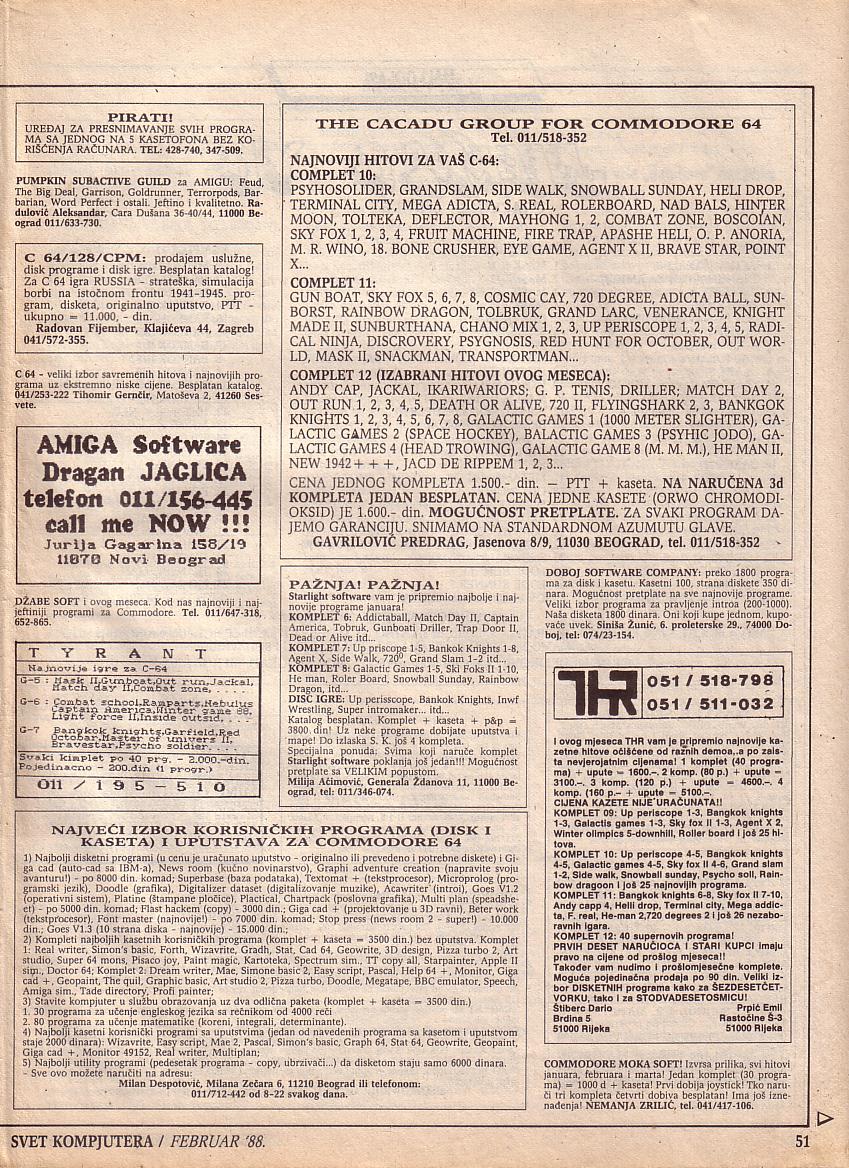 PIRATI!
UREĐAJ ZA PRESNIMAVANJE SVIH PROGRA-
MA SA JEDNOG NA 5 KASETOFONA BEZ KO-
RIŠĆENJA RAČUNARA. TEL: 428-740, 347-509.
PUMPKIN SUBACTIVE GUILD za AMIGU: Feud,
The Big Deal, Garrison, Goldrunner, Terrorpods, Bar-
barian, Word Perfect i ostali. Jeftino i kvalitetno. Ra-
dulović Aleksandar, Cara Dušana 36-40/44, 11000 Be-
ograd 011/633-730.
C 64/128/CPM: prodajem uslužne,
disk programe i disk igre. Besplatan katalog!
Za C 64 igra RUSSIA - strateška, simulacija
borbi na istočnom frontu 1941-1945. pro-
gram, disketa, originalno uputstvo, PTT -
ukupno = 11.000, - din.
Radovan Fijember, Klajićeva 44, Zagreb
041/572-355.
C 64 - veliki izbor savremenih hitova i najnovijih pro-
grama uz ekstremno niske cijene. Besplatan katalog.
041/253-222 Tihomir Gernčir, Matoševa 2, 41260 Ses-
vete.
AMIGA Software
Dragan JAGLICA
telefon 011/156-445
call me NOW !!!
Jurija Gagarina 158/19
11070 Novi Beograd
DŽABE SOFT i ovog meseca. Kod nas najnoviji i naj-
jeftiniji programi za Commodore. Tel. 011/647-318,
652-865.
T Y R A N T
Najnovije igre za C-64
G-5 : Mask II,Gunboat,Out run,Jackal,
Match day II,Combat zone, . . . .
G-6 : Combat school,Ramparts,Nebulus
Captain America,Winter game 88,
Light force II,Inside outsid, . . .
G-7 Bangkok knights,Garfield,Red
October,Master of univers II,
Bravestar,Psycho soldier. . . .
Svaki kimplet po 40 prg. - 2.000.-din.
Pojedinacno - 200.din (1 progr.)
011 / 195 - 510
THE CACADU GROUP FOR COMMODORE 64
Tel. 011/518-352
NAJNOVIJI HITOVI ZA VAŠ C-64:
COMPLET 10:
PSYHOSOLIDER, GRANDSLAM, SIDE WALK, SNOWBALL SUNDAY, HELI DROP,
TERMINAL CITY, MEGA ADICTA, S. REAL, ROLERBOARD, NAD BALS, HINTER
MOON, TOLTEKA, DEFLECTOR, MAYHONG 1, 2, COMBAT ZONE, BOSCOIAN,
SKY FOX 1, 2, 3, 4, FRUIT MACHINE, FIRE TRAP, APASHE HELI, O. P. ANORIA,
M. R. WINO, 18. BONE CRUSHER, EYE GAME, AGENT X II, BRAVE STAR, POINT
X...
COMPLET 11:
GUN BOAT, SKY FOX 5, 6, 7, 8, COSMIC CAY, 720 DEGREE, ADICTA BALL, SUN-
BORST, RAINBOW DRAGON, TOLBRUK, GRAND LARC, VENERANCE, KNIGHT
MADE II, SUNBURTHANA, CHANO MIX 1, 2, 3, UP PERISCOPE 1, 2, 3, 4, 5, RADI-
CAL NINJA, DISCROVERY, PSYGNOSIS, RED HUNT FOR OCTOBER, OUT WOR-
LD, MASK II, SNACKMAN, TRANSPORTMAN...
COMPLET 12 (IZABRANI HITOVI OVOG MESECA):
ANDY CAP, JACKAL, IKARIWARIORS; G. P. TENIS, DRILLER; MATCH DAY 2,
OUT RUN 1, 2, 3, 4, 5, DEATH OR ALIVE, 720 II, FLYINGSHARK 2, 3, BANKGOK
KNIGHTS 1, 2, 3, 4, 5, 6, 7, 8, GALACTIC GAMES 1 (1000 METER SLIGHTER), GA-
LACTIC GAMES 2 (SPACE HOCKEY), BALACTIC GAMES 3 (PSYHIC JODO), GA-
LACTIC GAMES 4 (HEAD TROWING), GALACTIC GAME 8 (M. M. M.), HE MAN II,
NEW 1942 + + +, JACD DE RIPPEM 1, 2, 3...
CENA JEDNOG KOMPLETA 1.500.- din. — PTT + kaseta. NA NARUČENA 3d
KOMPLETA JEDAN BESPLATAN. CENA JEDNE KASETE (ORWO CHROMODI-
OKSID) JE 1.600.- din. MOGUĆNOST PRETPLATE. ZA SVAKI PROGRAM DA-
JEMO GARANCIJU. SNIMAMO NA STANDARDNOM AZUMUTU GLAVE.
GAVRILOVIĆ PREDRAG, Jasenova 8/9, 11030 BEOGRAD, tel. 011/518-352
PAŽNJA! PAŽNJA!
Starlight software vam je pripremio najbolje i naj-
novije programe januara!
KOMPLET 6: Addictaball, Match Day II, Captain
America, Tobruk, Gunboati Driller, Trap Door II,
Dead or Alive itd...
KOMPLET 7: Up priscope 1-5, Bankok Knights 1-8,
Agent X, Side Walk, 720⁰, Grand Slam 1-2 itd...
KOMPLET 8: Galactic Games 1-5, Ski Foks II 1-10,
He man, Roler Board, Snowball Sunday, Rainbow
Dragon, itd...
DISC IGRE: Up perisscope, Bankok Knights, Inwf
Wrestling, Super intromaker... itd...
Katalog besplatan. Komplet + kaseta + p&p =
3800. din! Uz neke programe dobijate uputstva i
mape! Do izlaska S. K. još 4 kompleta.
Specijalna ponuda: Svima koji naruče komplet
Starlight software poklanja još jedan!!! Mogućnost
pretplate sa VELIKIM popustom.
Milija Aćimović, Generala Ždanova 11, 11000 Be-
ograd, tel: 011/346-074.
DOBOJ SOFTWARE COMPANY: preko 1800 progra-
ma za disk i kasetu. Kasetni 100, strana diskete 350 di-
nara. Mogućnost pretplate na sve najnovije programe.
Veliki izbor programa za pravljenje introa (200-1000).
Naša disketa 1800 dinara. Oni koji kupe jednom, kupo-
vaće uvek. Siniša Žunić, 6. proleterske 29., 74000 Do-
boj, tel: 074/23-154.
THR
051 / 518-798
051 / 511-032
I ovog mjeseca THR vam je pripremio najnovije ka-
zetne hitove očišćene od raznih demoa,,a po zais-
ta nevjerojatnim cijenama! 1 komplet (40 progra-
ma) + upute = 1600.-. 2 komp. (80 p.) + upute =
3100.-. 3 komp. (120 p.) + upute = 4600.-. 4
komp. (160 p.- + upute = 5100.-.
CIJENA KAZETE NIJE URAČUNATA!!
KOMPLET 09: Up periscope 1-3, Bangkok knights
1-3, Galactis games 1-3, Sky fox II 1-3, Agent X 2,
Winter olimpics 5-downhill, Roller board i još 25 hi-
tova.
KOMPLET 10: Up periscope 4-5, Bangkok knights
4-5, Galactic games 4-5, Sky fox II 4-6, Gream slam
1-2, Side walk, Snowball sunday, Psycho soll, Rain-
bow dragoon i još 25 najnovijih programa.
KOMPLET 11: Bangkok knights 6-8, Sky fox II 7-10,
Andy capp 4, Helli drop, Terminal city, Mega addic-
ta, F. real, He-man 2,720 degrees 2 i još 26 nezabo-
ravnih igara.
KOMPLET 12: 40 supernovih programa!
PRVIH DESET NARUČIOCA I STARI KUPCI imaju
pravo na cijene od prošlog mjeseca!!
Također vam nudimo i prošlomjesečne komplete.
Moguća pojedinačna prodaja po 90 din. Veliki iz-
bor DISKETNIH programa kako za ŠEZDESETČET-
VORKU, tako i za STODVADESETOSMICU!
Štiberc Dario Prpić Emil
Brdina 5 Rastočine Š-3
51000 Rijeka 51000 Rijeka
COMMODORE MOKA SOFT! Izvrsa prilika, svi hitovi
januara, februara i marta! Jedan komplet (30 progra-
ma) = 1000 d + kaseta! Prvi dobija joystick! Tko naru-
či tri kompleta četvrti dobiva besplatan! Ima još izne-
nađenja! NEMANJA ZRILIĆ, tel. 041/417-106.
NAJVEĆI IZBOR KORISNIČKIH PROGRAMA (DISK I
KASETA) I UPUTSTAVA ZA COMMODORE 64
1) Najbolji disketni programi (u cenu je uračunato uputstvo - originalno ili prevedeno i potrebne diskete) i Gi-
ga cad (auto-cad sa IBM-a), News room (kućno novinarstvo), Graphi adventure creation (napravite svoju
avanturu!) - po 8000 din. komad; Superbase (baza podataka), Textomat + (tekstprocesor), Microprolog (pro-
gramski jezik), Doodle (grafika), Digitalizer dataset (digitalizovanje muzike), Acawriter (introi), Goes V1.2
(operativni sistem), Platine (štampane pločice), Plactical, Chartpack (poslovna grafika), Multi plan (speadshe-
et) - po 5000 din. komad; Flast hackem (copy) - 3000 din.; Giga cad + (projektovanje u 3D ravni), Beter work
(tekstprocesor), Font master (najnovije!) - po 7000 din. komad; Stop press (news room 2 - super!) - 10.000
din.; Goes V1.3 (10 strana diska - najnovije) - 15.000 din.;
2) Kompleti najboljih kasetnih korisničkih programa (komplet + kaseta = 3500 din.) bez uputstva. Komplet
1: Real writer, Simon's basic, Forth, Wizavrite, Gradh, Stat, Cad 64, Geowrite, 3D design, Pizza turbo 2, Art
studio, Super 64 mons, Pisaco joy, Paint magic, Kartoteka, Spectrum sim., TT copy all, Starpainter, Apple II
sim., Doctor 64; Komplet 2: Dream writer, Mae, Simone basic 2, Easy script, Pascal, Help 64 +, Monitor, Giga
cad +, Geopaint, The quil, Graphic basic, Art studio 2, Pizza turbo, Doodle, Megatape, BBC emulator, Speech,
Amiga sim., Tade directory, Profi painter;
3) Stavite kompjuter u službu obrazovanja uz dva odlična paketa (komplet + kaseta = 3500 din.)
1. 30 programa za učenje engleskog jezika sa rečnikom od 4000 reči
2. 80 programa za učenje matematike (koreni, integrali, determinante).
4) Najbolji kasetni korisnički programi sa uputstvima (jedan od navedenih programa sa kasetom i uputstvom
staje 2000 dinara): Wizavrite, Easy script, Mae 2, Pascal, Simon's basic, Graph 64, Stat 64, Geowrite, Geopaint,
Giga cad +, Monitor 49152, Real writer, Multiplan;
5) Najbolji utility programi (pedesetak programa - copy, ubrzivači...) da disketom staju samo 6000 dinara.
- Sve ovo možete naručiti na adresu:
Milan Despotović, Milana Zečara 6, 11210 Beograd ili telefonom:
011/712-442 od 8-22 svakog dana.
SVET KOMPJUTERA / FEBRUAR '88.
51